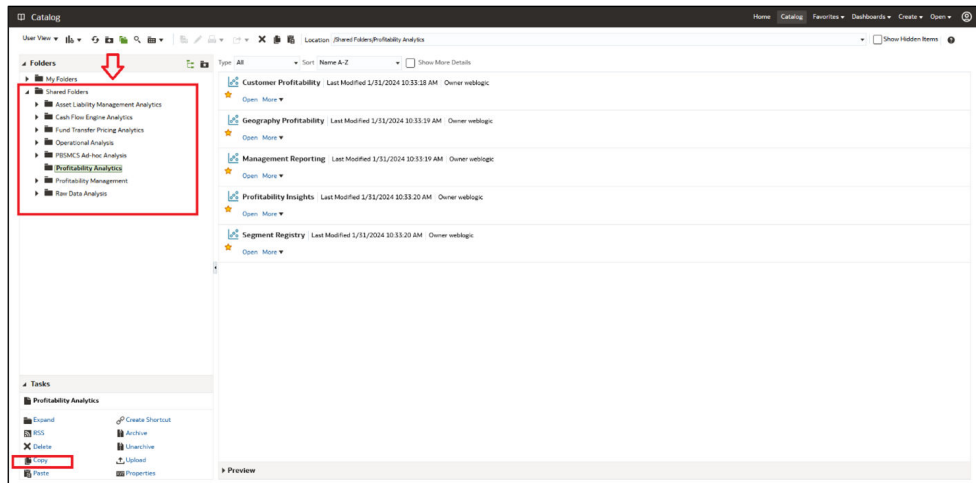 Catalog
Home Catalog Favorites Dashboards Create Open
User View Location /Shared Folders/Profitability Analytics Show Hidden Items
Folders
My Folders
Shared Folders
Asset Liability Management Analytics
Cash Flow Engine Analytics
Fund Transfer Pricing Analytics
Operational Analysis
PBSMCS Ad-hoc Analysis
Profitability Analytics
Profitability Management
Raw Data Analysis
Type All Sort Name A-Z Show More Details
Customer Profitability Last Modified 1/31/2024 10:33:18 AM Owner weblogic
Open More
Geography Profitability Last Modified 1/31/2024 10:33:19 AM Owner weblogic
Open More
Management Reporting Last Modified 1/31/2024 10:33:19 AM Owner weblogic
Open More
Profitability Insights Last Modified 1/31/2024 10:33:20 AM Owner weblogic
Open More
Segment Registry Last Modified 1/31/2024 10:33:20 AM Owner weblogic
Open More
Tasks
Profitability Analytics
Expand Create Shortcut
RSS Archive
Delete Unarchive
Copy Upload
Paste Properties
Preview